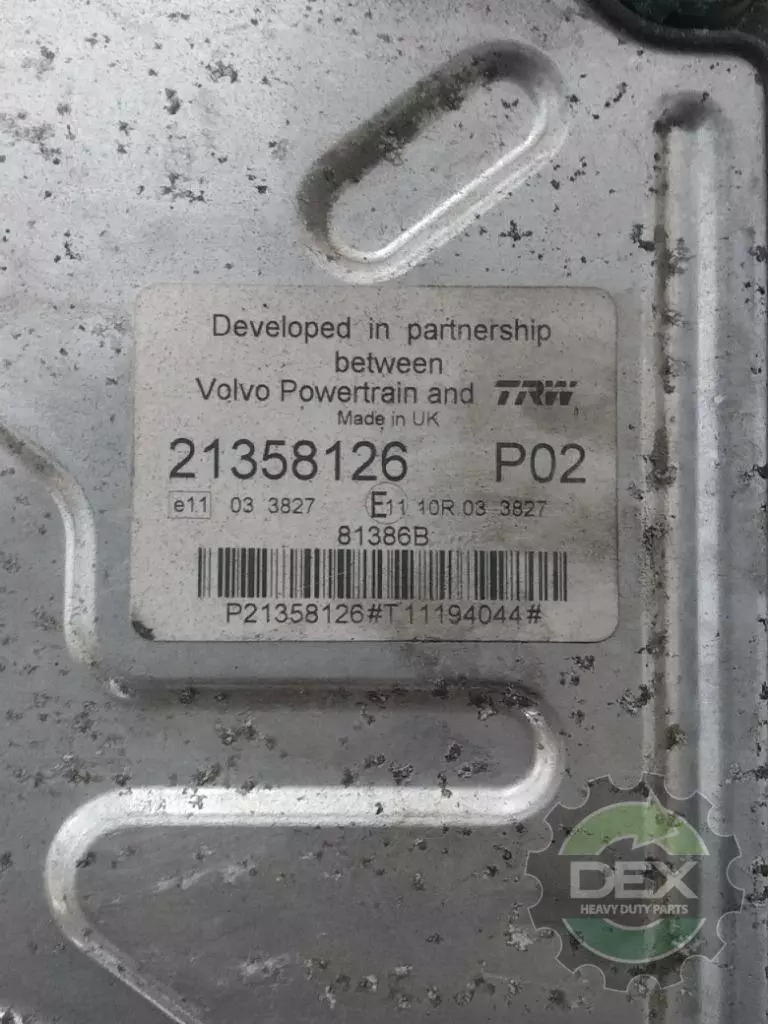 Developed in partnership
between
Volvo Powertrain and TRW
Made in UK
21358126 P02
e11 03 3827 E11 10R 03 3827
81386B
P21358126#T11194044#
DEX
HEAVY DUTY PARTS